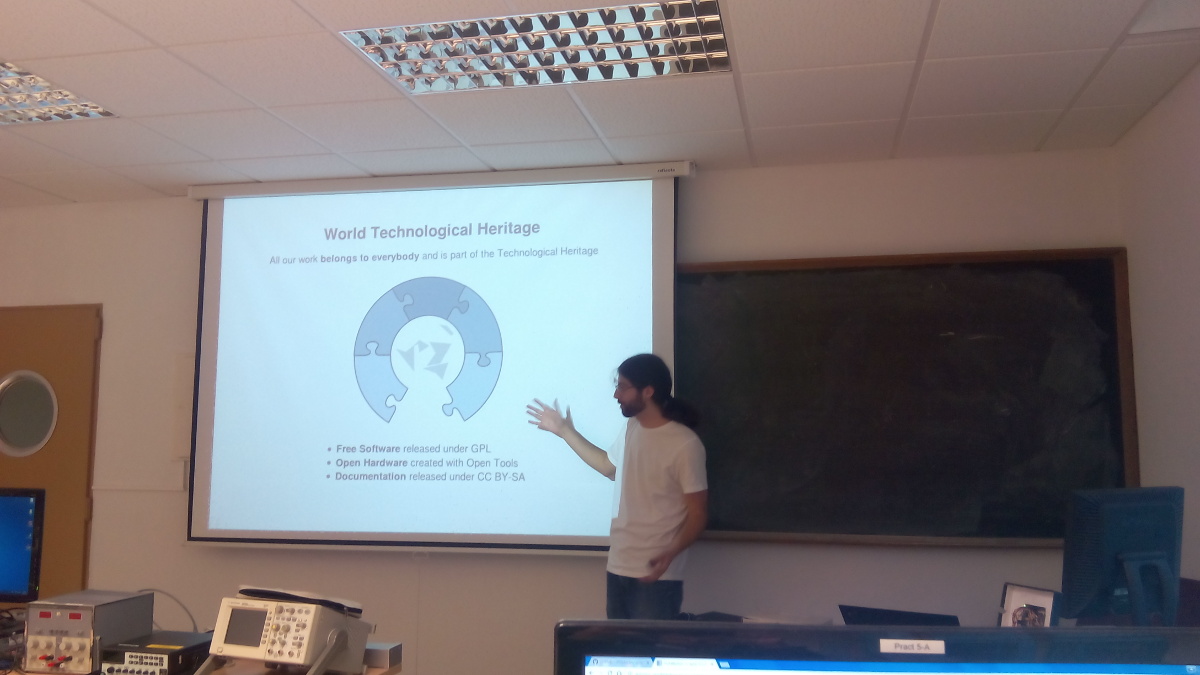 World Technological Heritage
All our work belongs to everybody and is part of the Technological Heritage
• Free Software released under GPL
• Open Hardware created with Open Tools
• Documentation released under CC BY-SA
Pract 5-A